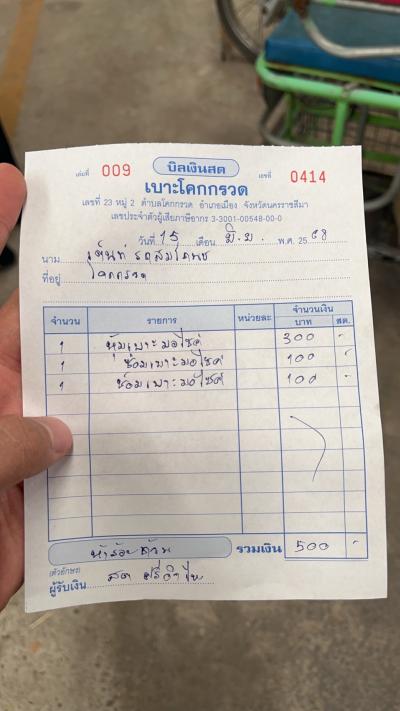 เล่มที่ 009 บิลเงินสด เลขที่ 0414
เบาะโคกกรวด
เลขที่ 23 หมู่ 2 ตำบลโคกกรวด อำเภอเมือง จังหวัดนครราชสีมา
เลขประจำตัวผู้เสียภาษีอากร 3-3001-00548-00-0
วันที่ 15 เดือน มิ.ย. พ.ศ. 25 68
นาม
ที่อยู่ โคกกรวด
จำนวน รายการ หน่วยละ จำนวนเงิน
บาท สต.
1 หุ้มเบาะมอไซค์ 300 -
1 ซ่อมเบาะมอไซค์ 100 -
1 ซ่อมเบาะมอไซค์ 100 -
ห้าร้อยถ้วน รวมเงิน 500 -
(ตัวอักษร)
ผู้รับเงิน